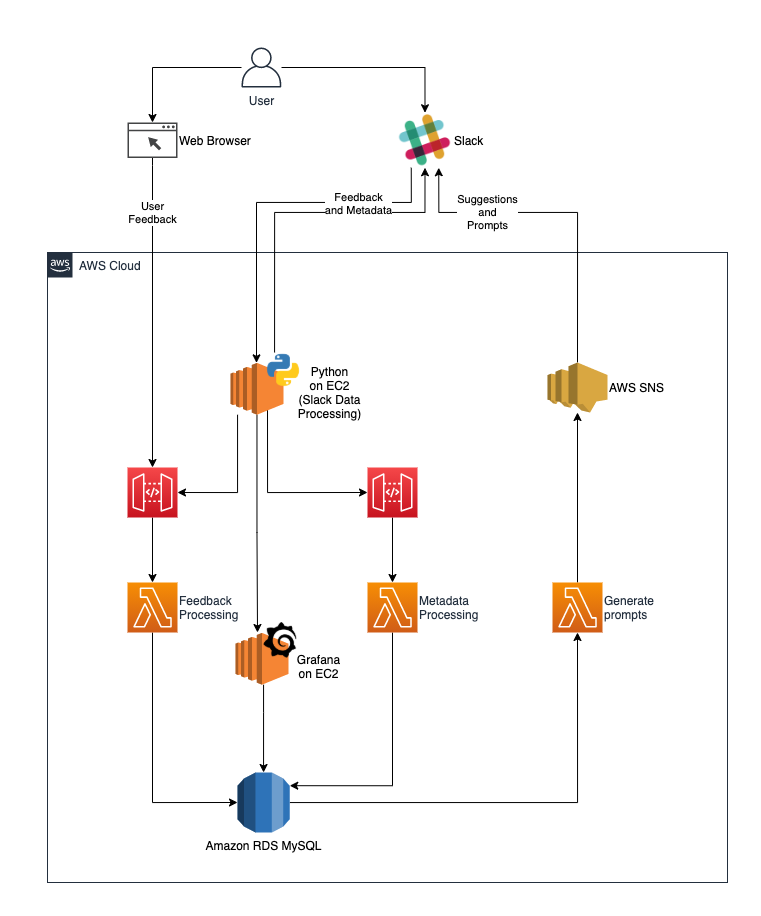 User
Web Browser
Slack
User
Feedback
Feedback
and Metadata
Suggestions
and
Prompts
aws
AWS Cloud
Python
on EC2
(Slack Data
Processing)
AWS SNS
</>
</>
Feedback
Processing
Metadata
Processing
Generate
prompts
Grafana
on EC2
Amazon RDS MySQL